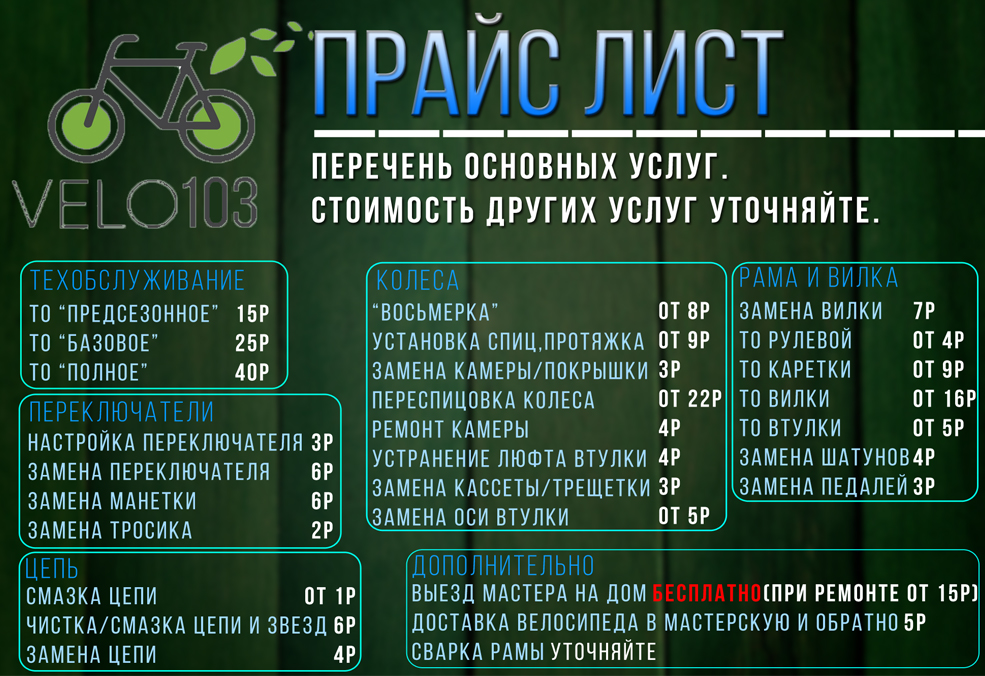 VELO103
ПРАЙС ЛИСТ
ПЕРЕЧЕНЬ ОСНОВНЫХ УСЛУГ.
СТОИМОСТЬ ДРУГИХ УСЛУГ УТОЧНЯЙТЕ.
ТЕХОБСЛУЖИВАНИЕ
ТО “ПРЕДСЕЗОННОЕ” 15Р
ТО “БАЗОВОЕ” 25Р
ТО “ПОЛНОЕ” 40Р
ПЕРЕКЛЮЧАТЕЛИ
НАСТРОЙКА ПЕРЕКЛЮЧАТЕЛЯ 3Р
ЗАМЕНА ПЕРЕКЛЮЧАТЕЛЯ 6Р
ЗАМЕНА МАНЕТКИ 6Р
ЗАМЕНА ТРОСИКА 2Р
ЦЕПЬ
СМАЗКА ЦЕПИ ОТ 1Р
ЧИСТКА/СМАЗКА ЦЕПИ И ЗВЕЗД 6Р
ЗАМЕНА ЦЕПИ 4Р
КОЛЕСА
“ВОСЬМЕРКА” ОТ 8Р
УСТАНОВКА СПИЦ,ПРОТЯЖКА ОТ 9Р
ЗАМЕНА КАМЕРЫ/ПОКРЫШКИ 3Р
ПЕРЕСПИЦОВКА КОЛЕСА ОТ 22Р
РЕМОНТ КАМЕРЫ 4Р
УСТРАНЕНИЕ ЛЮФТА ВТУЛКИ 4Р
ЗАМЕНА КАССЕТЫ/ТРЕЩЕТКИ 3Р
ЗАМЕНА ОСИ ВТУЛКИ ОТ 5Р
РАМА И ВИЛКА
ЗАМЕНА ВИЛКИ 7Р
ТО РУЛЕВОЙ ОТ 4Р
ТО КАРЕТКИ ОТ 9Р
ТО ВИЛКИ ОТ 16Р
ТО ВТУЛКИ ОТ 5Р
ЗАМЕНА ШАТУНОВ 4Р
ЗАМЕНА ПЕДАЛЕЙ 3Р
ДОПОЛНИТЕЛЬНО
ВЫЕЗД МАСТЕРА НА ДОМ БЕСПЛАТНО(ПРИ РЕМОНТЕ ОТ 15Р)
ДОСТАВКА ВЕЛОСИПЕДА В МАСТЕРСКУЮ И ОБРАТНО 5Р
СВАРКА РАМЫ УТОЧНЯЙТЕ